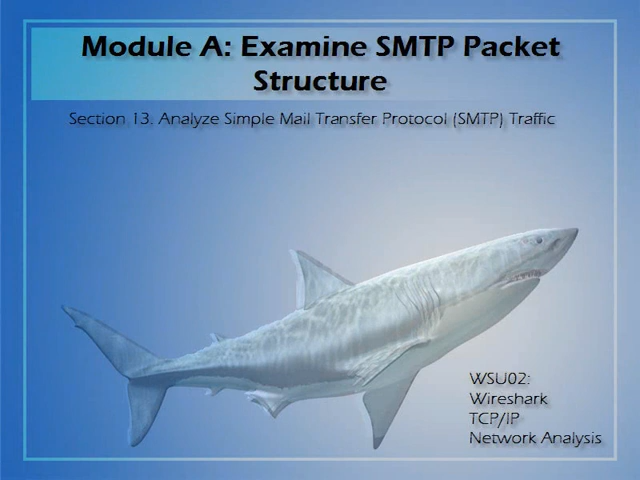 Module A: Examine SMTP Packet
Structure
Section 13: Analyze Simple Mail Transfer Protocol (SMTP) Traffic
WSU02:
Wireshark
TCP/IP
Network Analysis